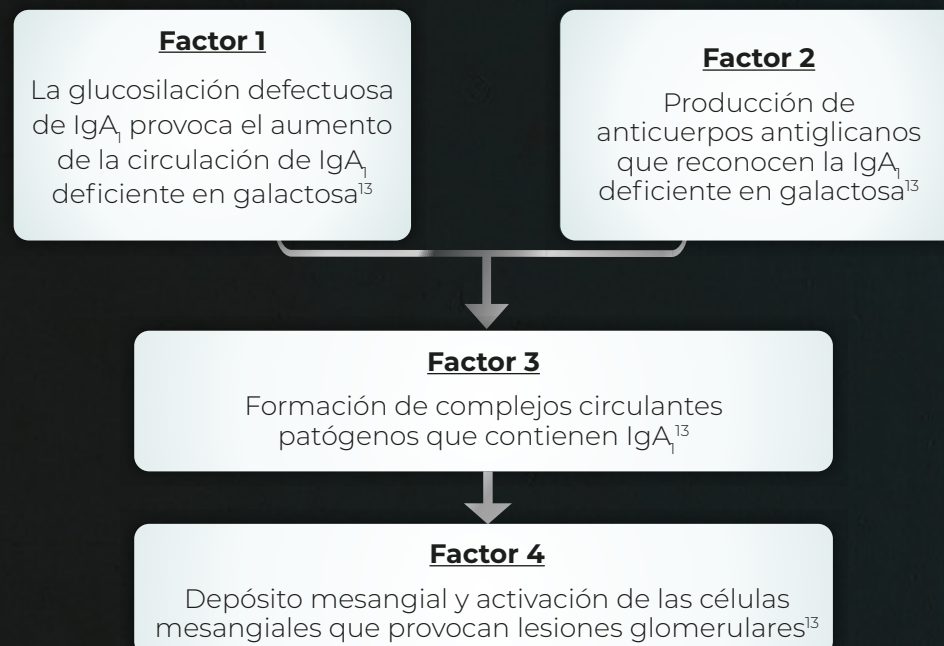 Factor 1
La glucosilación defectuosa
de IgA₁ provoca el aumento
de la circulación de IgA₁
deficiente en galactosa¹³
Factor 2
Producción de
anticuerpos antiglicanos
que reconocen la IgA₁
deficiente en galactosa¹³
Factor 3
Formación de complejos circulantes
patógenos que contienen IgA₁¹³
Factor 4
Depósito mesangial y activación de las células
mesangiales que provocan lesiones glomerulares¹³